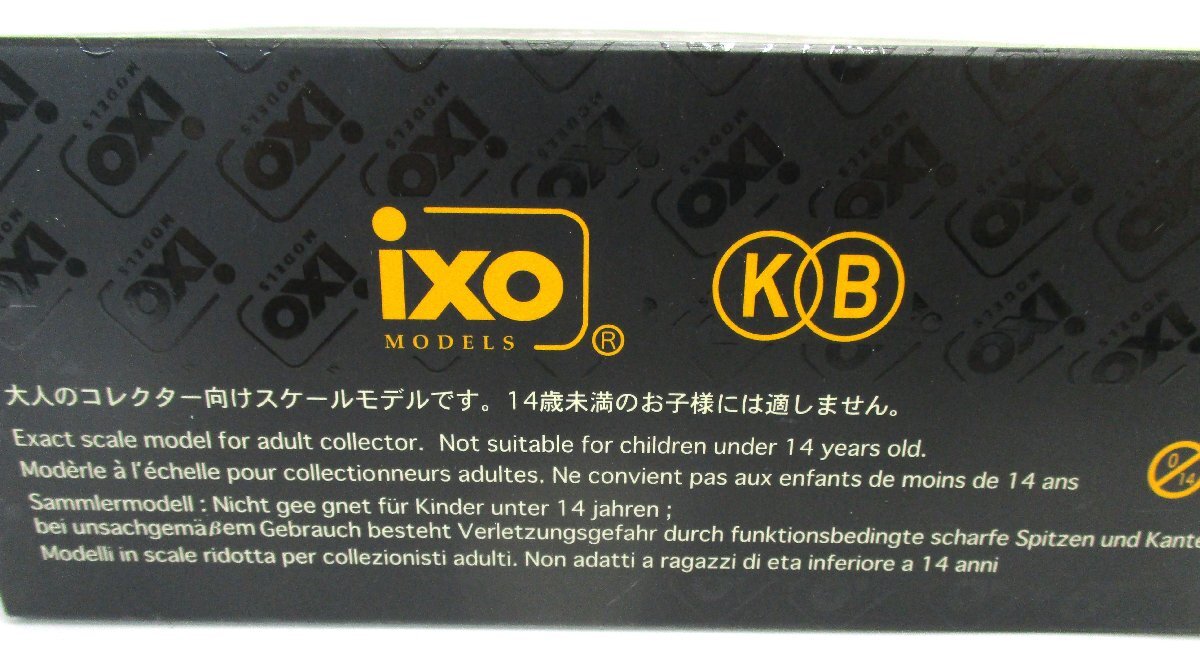 ixo
MODELS ®
K B
大人のコレクター向けスケールモデルです。14歳未満のお子様には適しません。
Exact scale model for adult collector. Not suitable for children under 14 years old.
Modèrle à l'échelle pour collectionneurs adultes. Ne convient pas aux enfants de moins de 14 ans
0
14
Sammlermodell : Nicht gee gnet für Kinder unter 14 jahren ;
bei unsachgemäßem Gebrauch besteht Verletzungsgefahr durch funktionsbedingte scharfe Spitzen und Kante
Modelli in scale ridotta per collezionisti adulti. Non adatti a ragazzi di eta inferiore a 14 anni